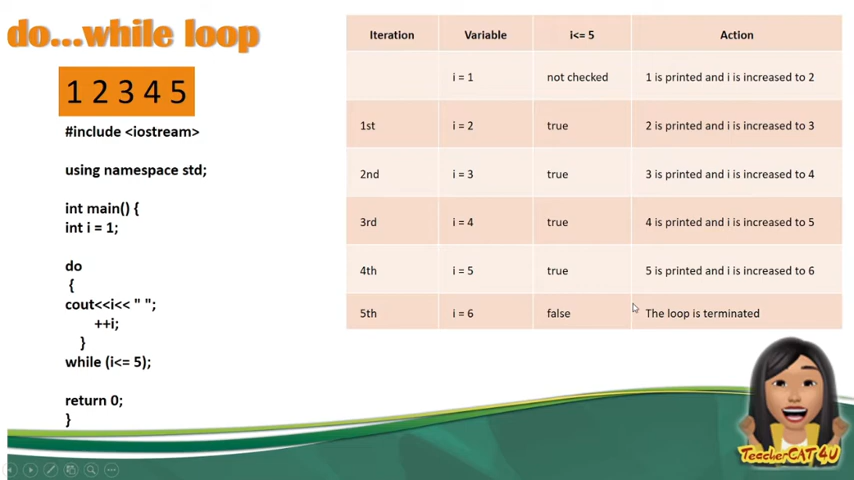 do...while loop
1 2 3 4 5
#include <iostream>
using namespace std;
int main() {
int i = 1;
do
{
cout<<i<< " ";
++i;
}
while (i<= 5);
return 0;
}
Iteration Variable i<= 5 Action
i = 1 not checked 1 is printed and i is increased to 2
1st i = 2 true 2 is printed and i is increased to 3
2nd i = 3 true 3 is printed and i is increased to 4
3rd i = 4 true 4 is printed and i is increased to 5
4th i = 5 true 5 is printed and i is increased to 6
5th i = 6 false The loop is terminated
TeacherCAT4U